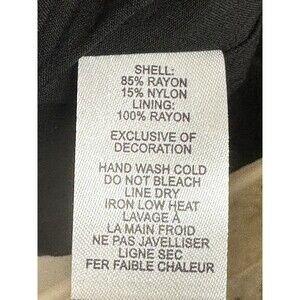 SHELL:
85% RAYON
15% NYLON
LINING:
100% RAYON
EXCLUSIVE OF
DECORATION
HAND WASH COLD
DO NOT BLEACH
LINE DRY
IRON LOW HEAT
LAVAGE À
LA MAIN FROID
NE PAS JAVELLISER
LIGNE SEC
FER FAIBLE CHALEUR